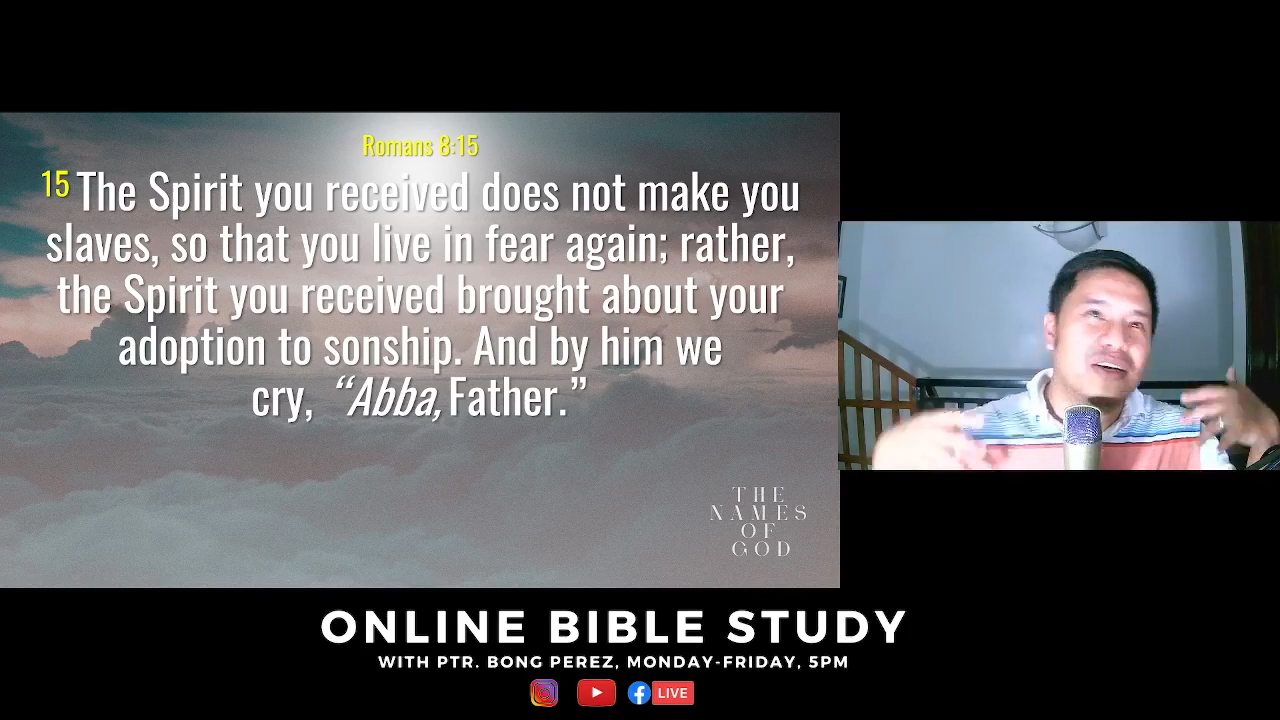 Romans 8:15
15 The Spirit you received does not make you
slaves, so that you live in fear again; rather,
the Spirit you received brought about your
adoption to sonship. And by him we
cry, “Abba, Father.”
THE
NAMES
OF
GOD
ONLINE BIBLE STUDY
WITH PTR. BONG PEREZ, MONDAY-FRIDAY, 5PM
LIVE